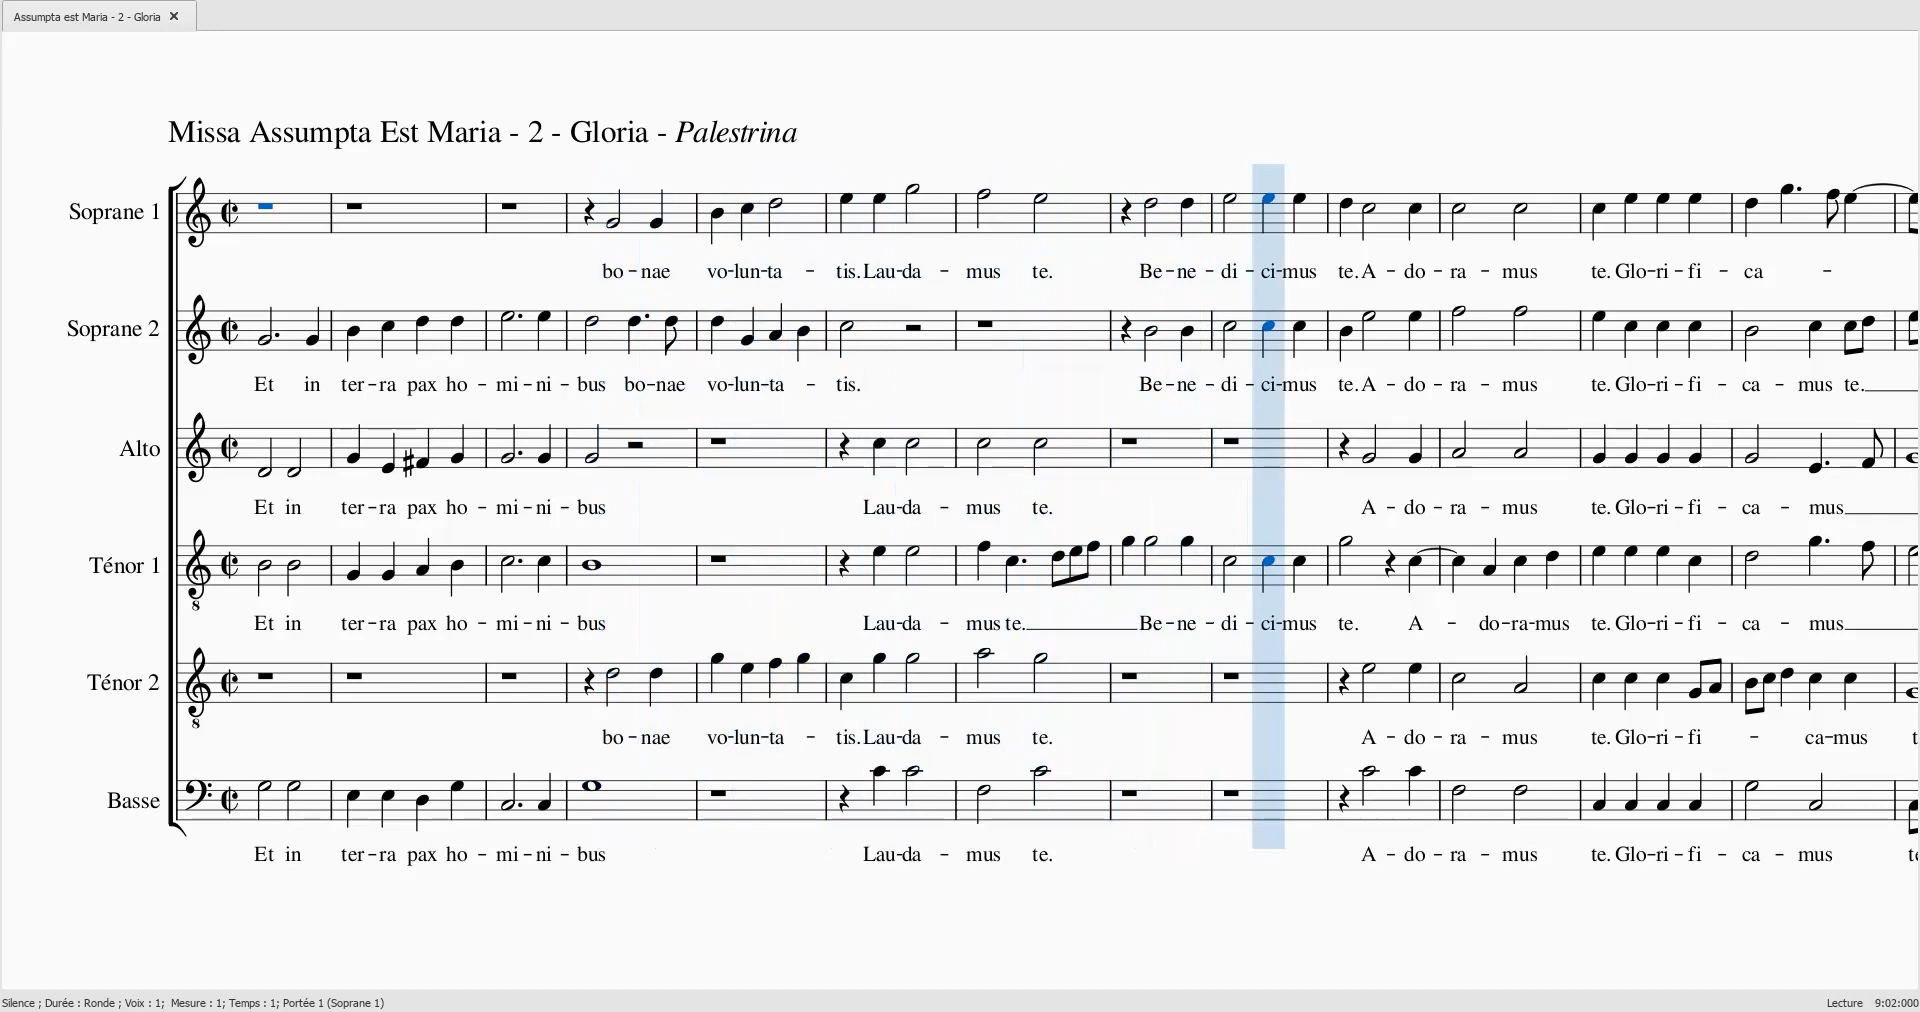 Assumpta est Maria - 2 - Gloria ✕
Missa Assumpta Est Maria - 2 - Gloria - Palestrina
Soprane 1
bo - nae vo-lun-ta - tis. Lau-da - mus te. Be-ne - di - ci-mus te. A - do - ra - mus te. Glo-ri - fi - ca -
Soprane 2
Et in ter-ra pax ho - mi - ni - bus bo-nae vo-lun-ta - tis. Be-ne - di - ci-mus te. A - do - ra - mus te. Glo-ri - fi - ca - mus te.
Alto
Et in ter-ra pax ho - mi - ni - bus Lau-da - mus te. A - do - ra - mus te. Glo-ri - fi - ca - mus
Ténor 1
8
Et in ter-ra pax ho - mi - ni - bus Lau-da - mus te. Be-ne - di - ci-mus te. A - do-ra-mus te. Glo-ri - fi - ca - mus
Ténor 2
8
bo - nae vo-lun-ta - tis. Lau-da - mus te. A - do - ra - mus te. Glo-ri - fi - ca-mus t
Basse
Et in ter-ra pax ho - mi - ni - bus Lau-da - mus te. A - do - ra - mus te. Glo-ri - fi - ca - mus te
Silence ; Durée : Ronde ; Voix : 1; Mesure : 1; Temps : 1; Portée 1 (Soprane 1)
Lecture 9:02:000